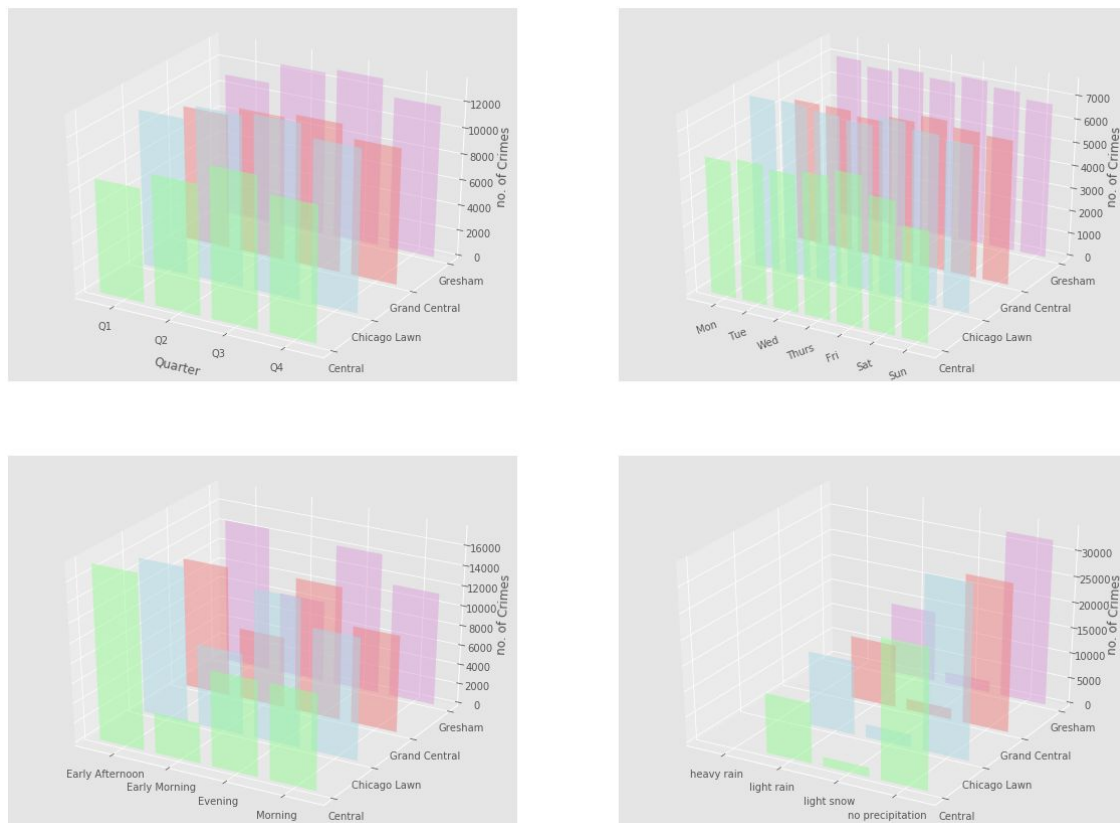 12000
10000
8000
6000
4000
2000
0
no. of Crimes
Gresham
Grand Central
Chicago Lawn
Central
Q1
Q2
Q3
Q4
Quarter
7000
6000
5000
4000
3000
2000
1000
0
no. of Crimes
Gresham
Grand Central
Chicago Lawn
Central
Mon
Tue
Wed
Thurs
Fri
Sat
Sun
16000
14000
12000
10000
8000
6000
4000
2000
0
no. of Crimes
Gresham
Grand Central
Chicago Lawn
Central
Early Afternoon
Early Morning
Evening
Morning
30000
25000
20000
15000
10000
5000
0
no. of Crimes
Gresham
Grand Central
Chicago Lawn
Central
heavy rain
light rain
light snow
no precipitation